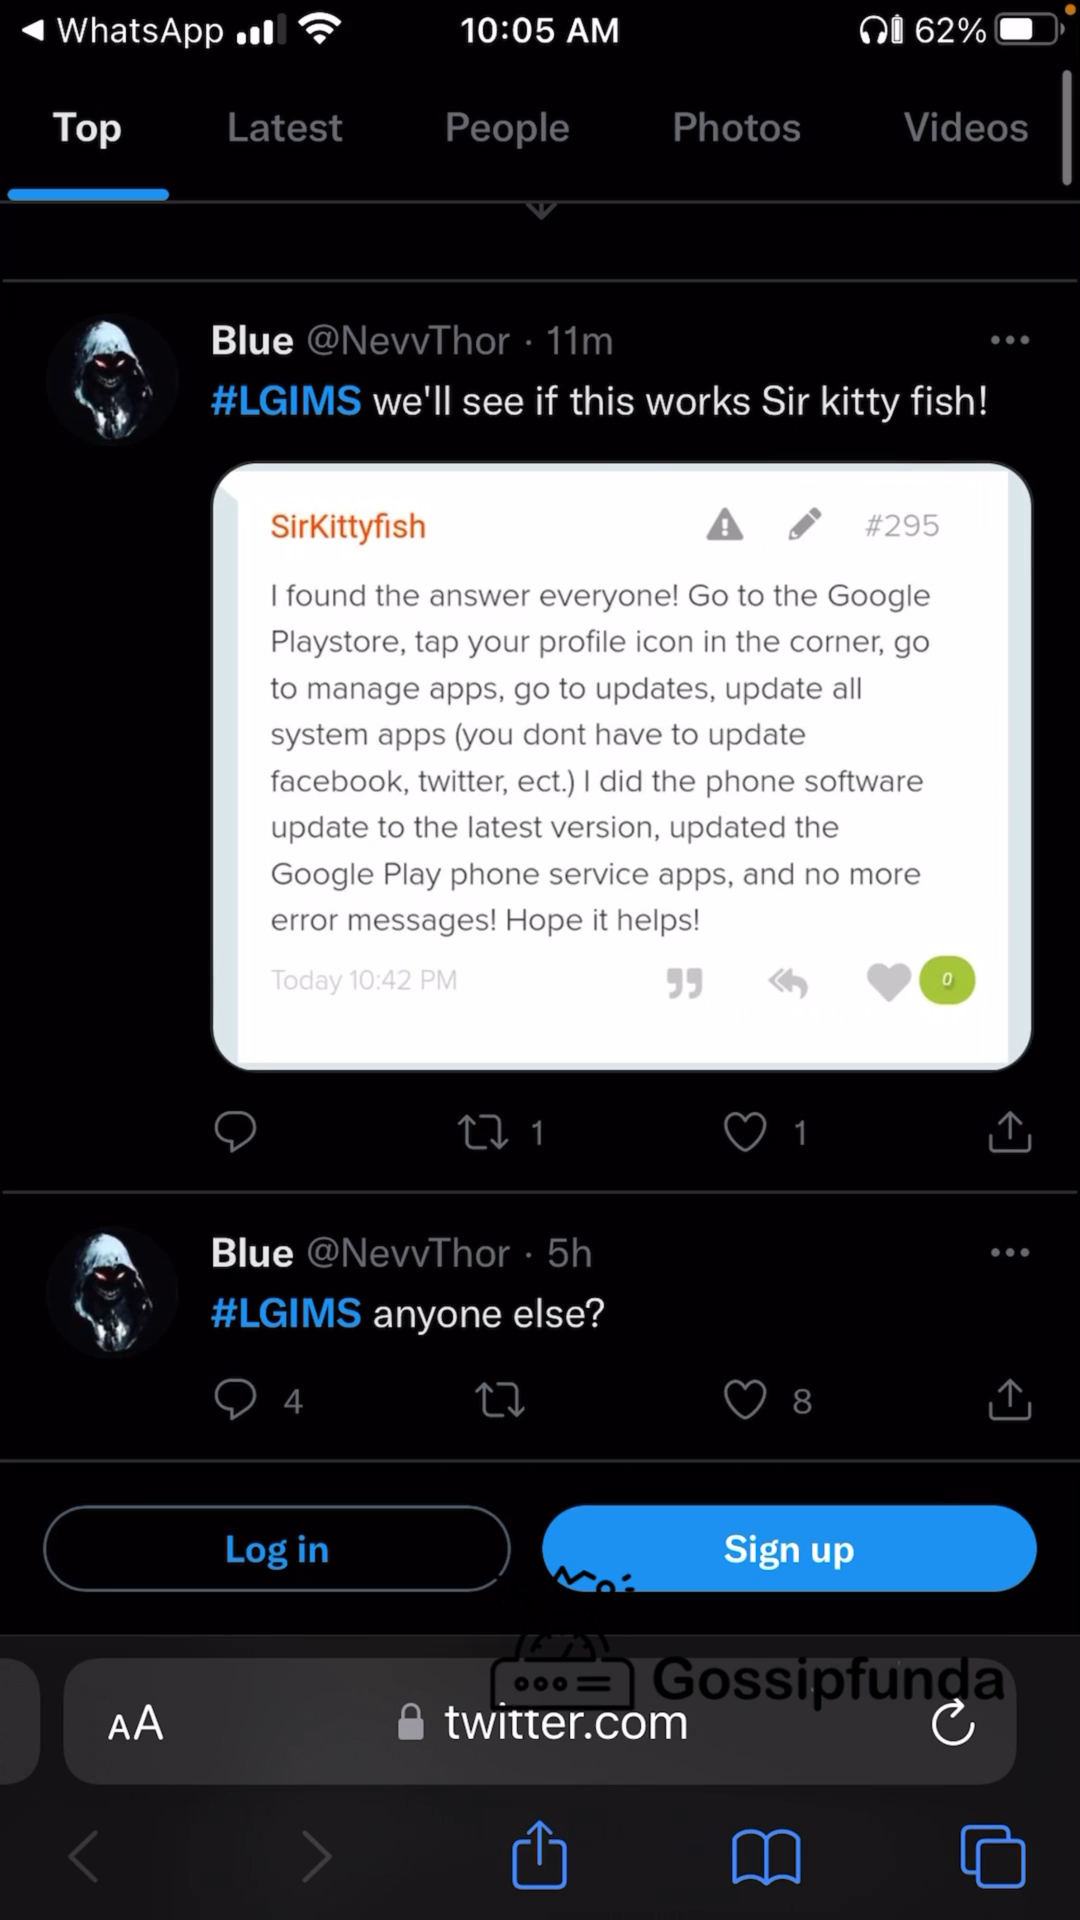 WhatsApp 10:05 AM 62%
Top Latest People Photos Videos
Blue @NevvThor · 11m
#LGIMS we'll see if this works Sir kitty fish!
SirKittyfish #295
I found the answer everyone! Go to the Google
Playstore, tap your profile icon in the corner, go
to manage apps, go to updates, update all
system apps (you dont have to update
facebook, twitter, ect.) I did the phone software
update to the latest version, updated the
Google Play phone service apps, and no more
error messages! Hope it helps!
Today 10:42 PM 0
1 1
Blue @NevvThor · 5h
#LGIMS anyone else?
4 8
Log in Sign up
Gossipfunda
AA twitter.com